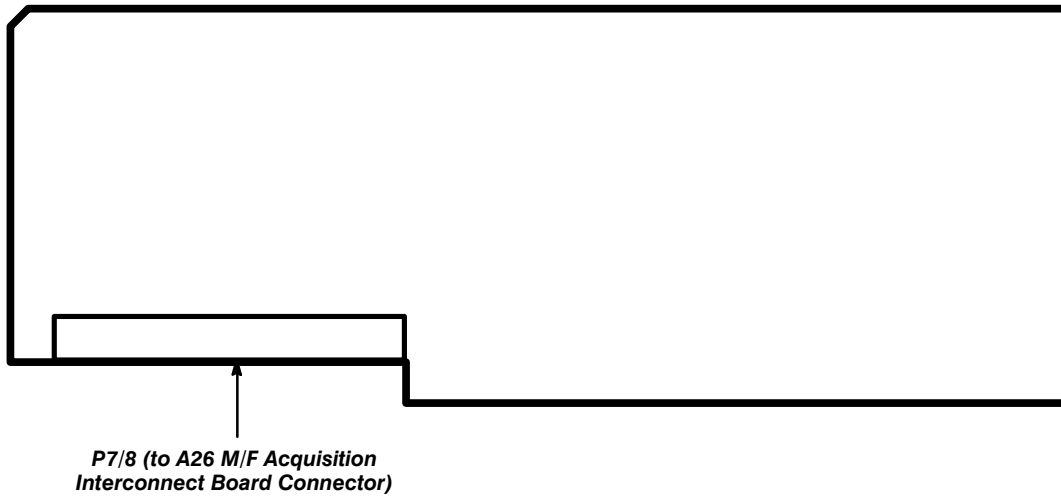 P7/8 (to A26 M/F Acquisition
Interconnect Board Connector)